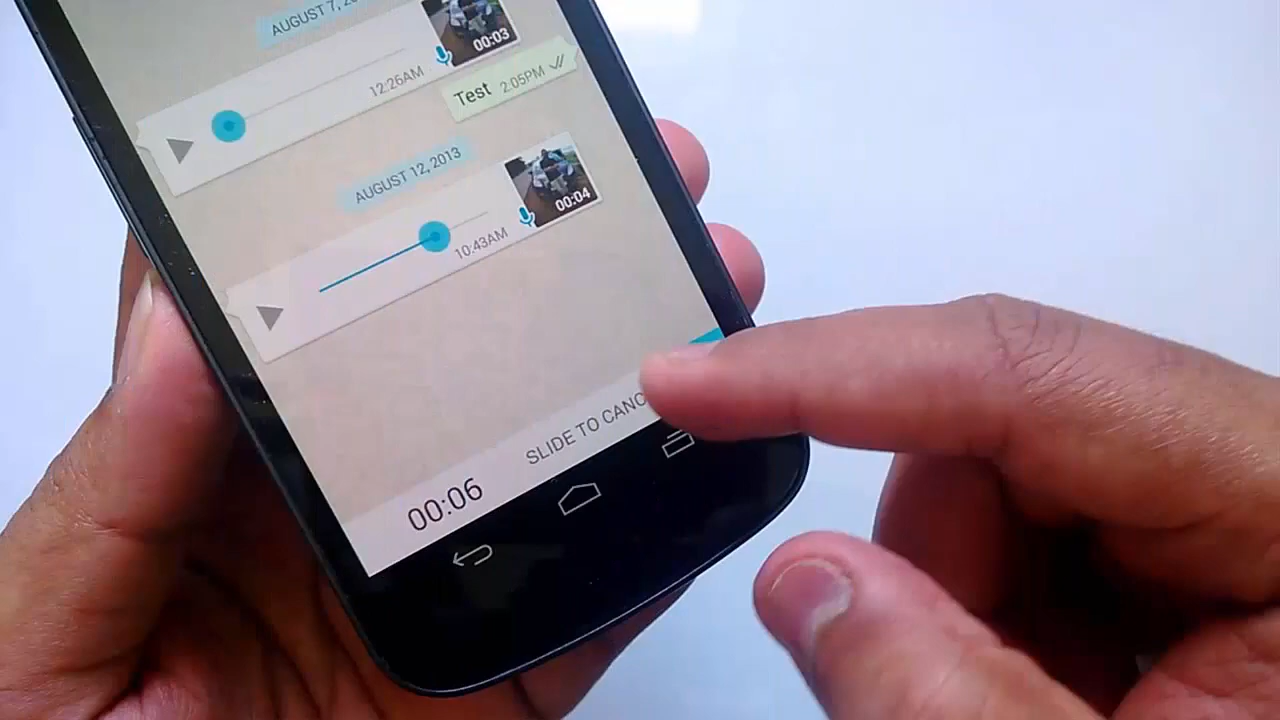 AUGUST 7, 20
00:03
12:26AM
Test 2:05PM
AUGUST 12, 2013
00:04
10:43AM
SLIDE TO CANC
00:06